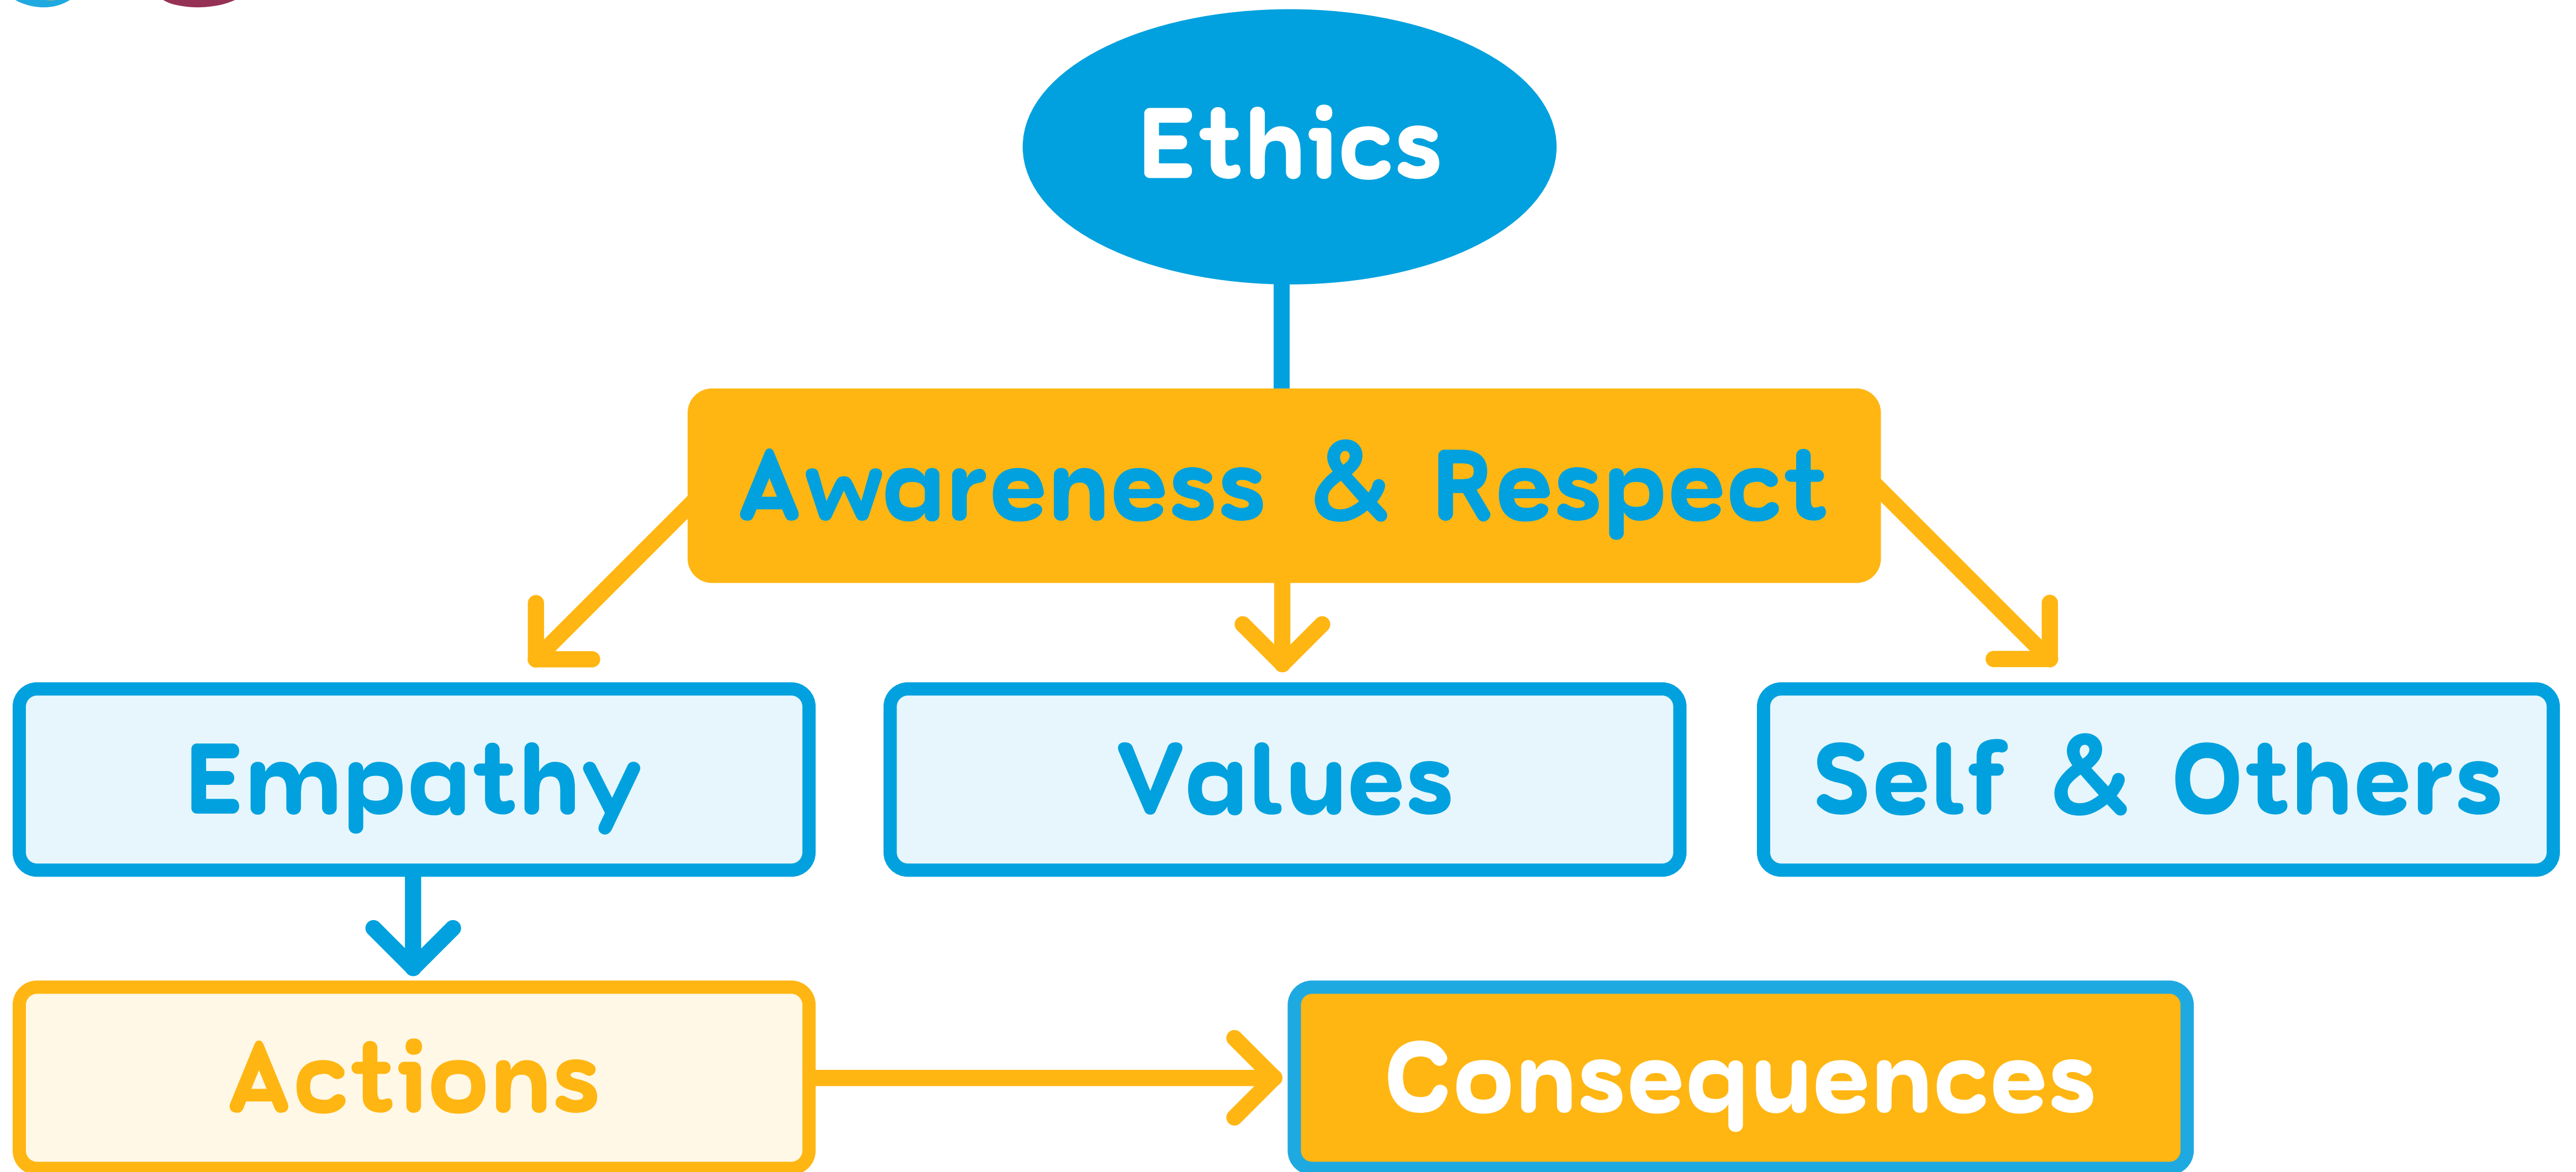 Ethics
Awareness & Respect
Empathy
Values
Self & Others
Actions
Consequences